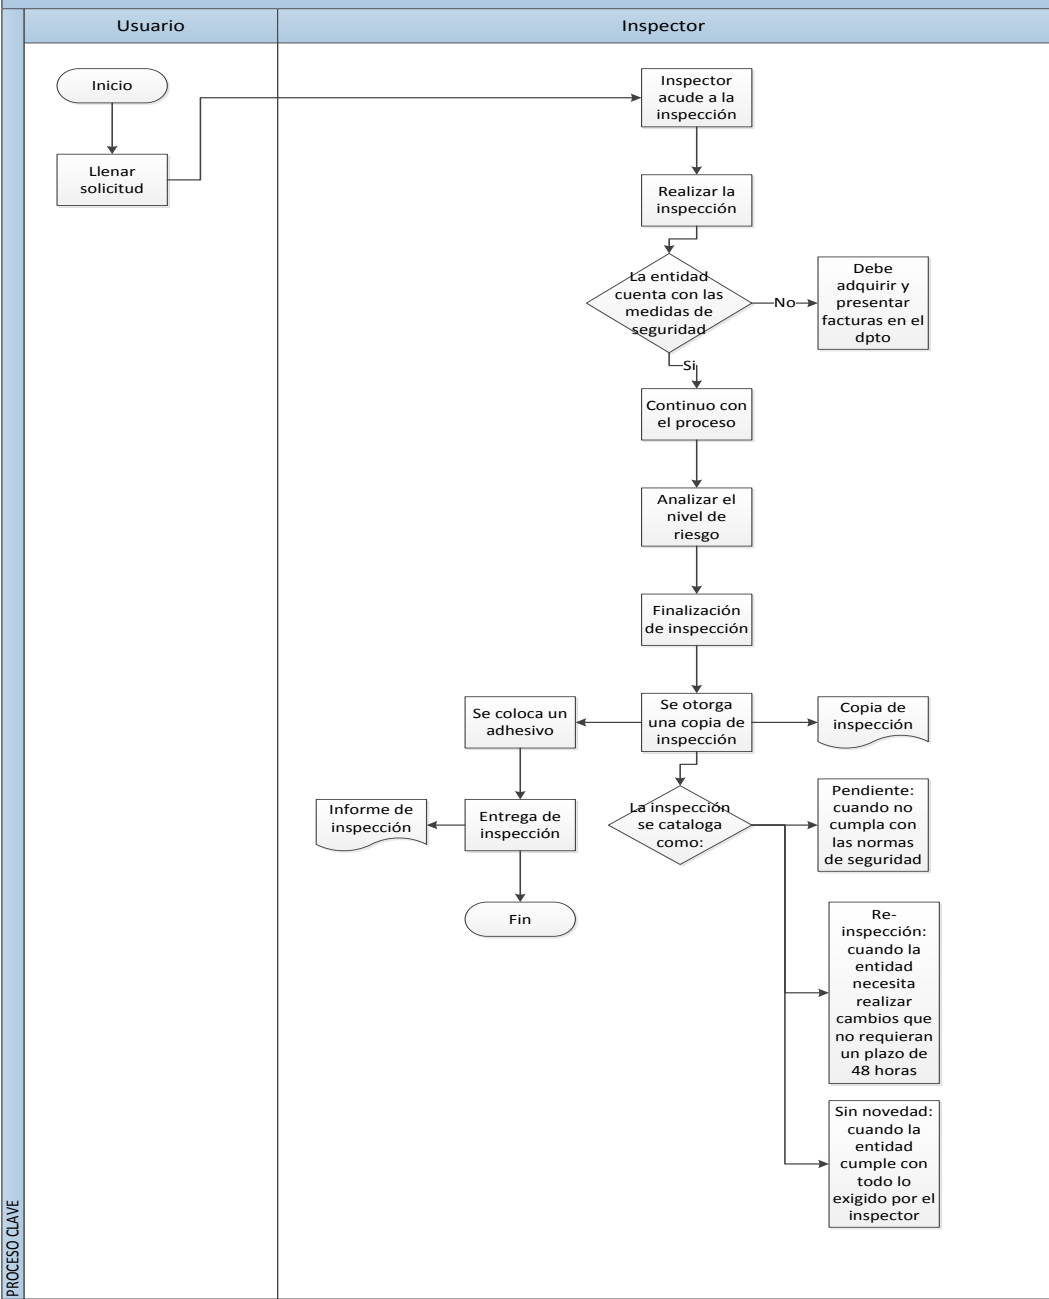 Usuario
Inspector
Inicio
Llenar
solicitud
Inspector
acude a la
inspección
Realizar la
inspección
La entidad
cuenta con las
medidas de
seguridad
No
Debe
adquirir y
presentar
facturas en el
dpto
Si
Continuo con
el proceso
Analizar el
nivel de
riesgo
Finalización
de inspección
Se otorga
una copia de
inspección
Copia de
inspección
Se coloca un
adhesivo
Entrega de
inspección
Informe de
inspección
Fin
La inspección
se cataloga
como:
Pendiente:
cuando no
cumpla con
las normas
de seguridad
Re-
inspección:
cuando la
entidad
necesita
realizar
cambios que
no requieran
un plazo de
48 horas
Sin novedad:
cuando la
entidad
cumple con
todo lo
exigido por el
inspector
PROCESO CLAVE